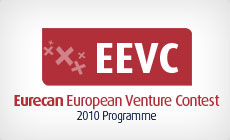 EEVC
Eurecan European Venture Contest
2010 Programme